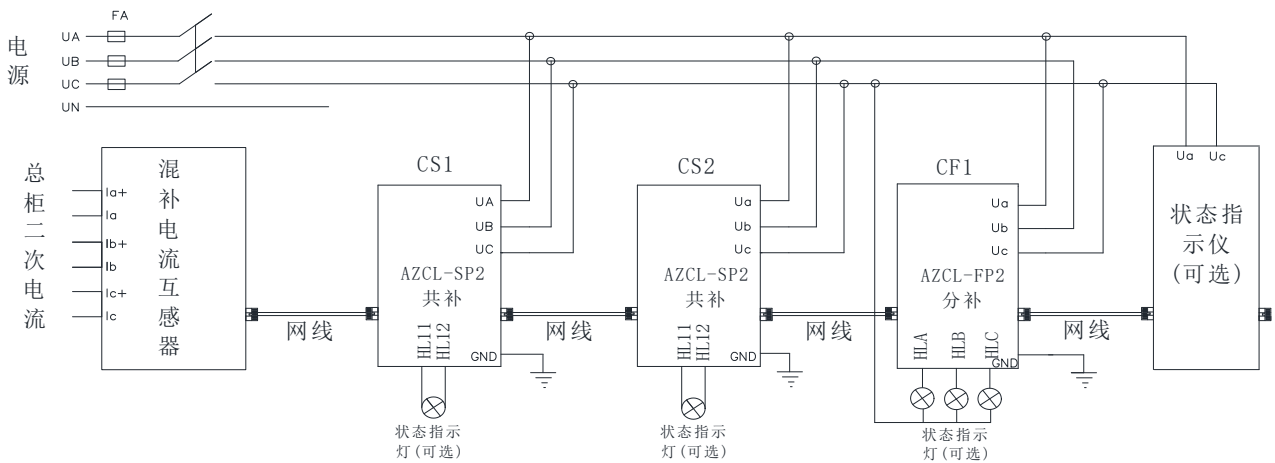 FA
电源
UA
UB
UC
UN
总柜二次电流
Ia+
Ia
Ib+
Ib
Ic+
Ic
混补电流互感器
网线
CS1
UA
UB
UC
AZCL-SP2
共补
HL11
HL12
GND
状态指示
灯(可选)
网线
CS2
Ua
Ub
Uc
AZCL-SP2
共补
HL11
HL12
GND
状态指示
灯(可选)
网线
CF1
Ua
Ub
Uc
AZCL-FP2
分补
HLA
HLB
HLC
GND
状态指示
灯(可选)
网线
Ua
Uc
状态指
示仪
(可选)